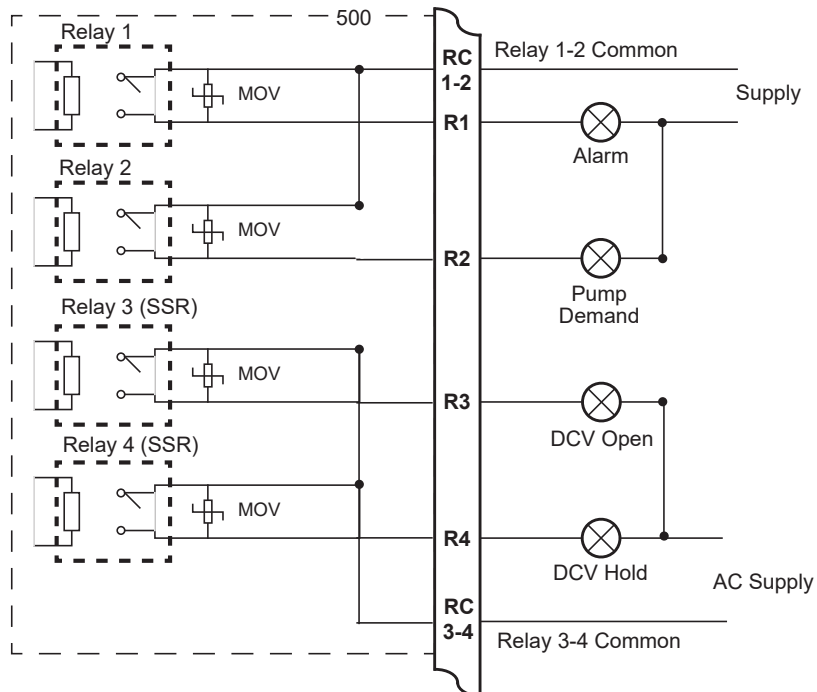 500
Relay 1
MOV
RC
1-2
Relay 1-2 Common
Supply
R1
Alarm
Relay 2
MOV
R2
Pump
Demand
Relay 3 (SSR)
MOV
R3
DCV Open
Relay 4 (SSR)
MOV
R4
DCV Hold
AC Supply
RC
3-4
Relay 3-4 Common